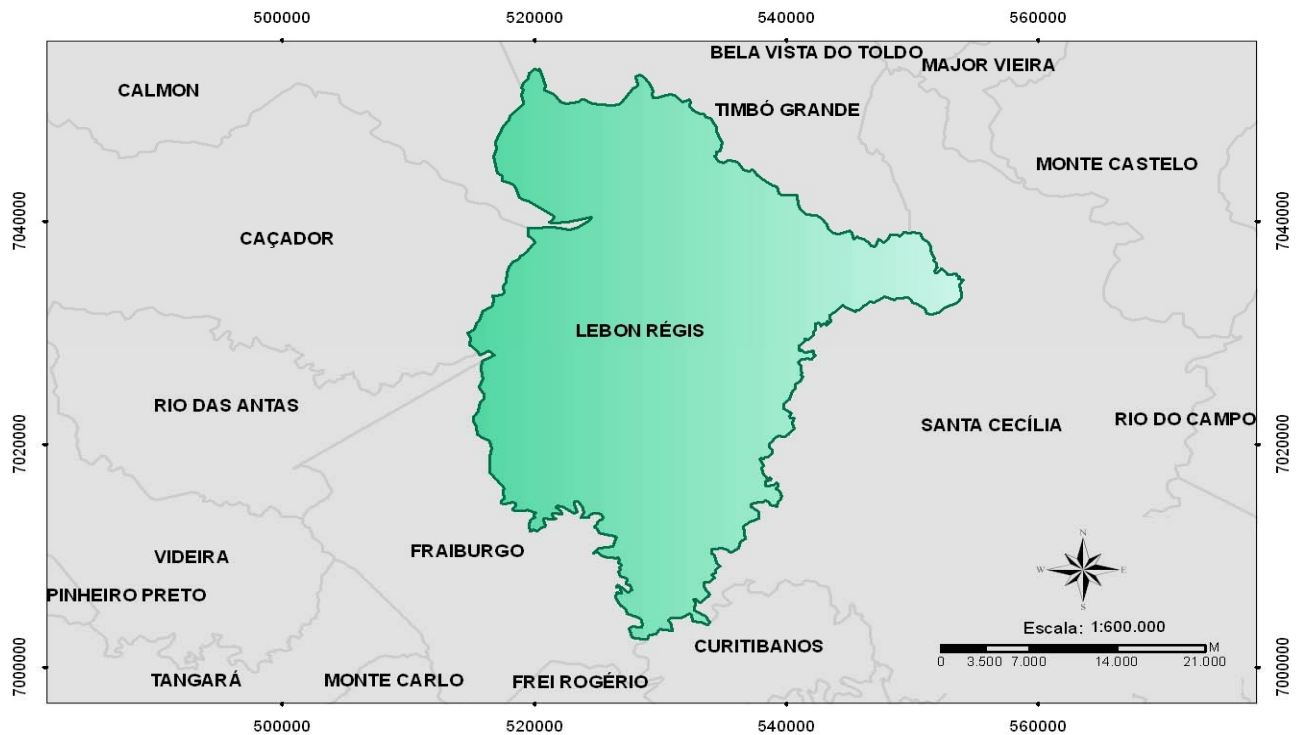 500000 520000 540000 560000
BELA VISTA DO TOLDO
MAJOR VIEIRA
CALMON
TIMBÓ GRANDE
MONTE CASTELO
7040000 7040000
CAÇADOR
LEBON RÉGIS
RIO DAS ANTAS
SANTA CECÍLIA
RIO DO CAMPO
7020000 7020000
N
FRAIBURGO
VIDEIRA
W E
PINHEIRO PRETO
S
Escala: 1:600.000
CURITIBANOS
M
0 3.500 7.000 14.000 21.000
7000000 7000000
TANGARÁ
MONTE CARLO
FREI ROGÉRIO
500000 520000 540000 560000